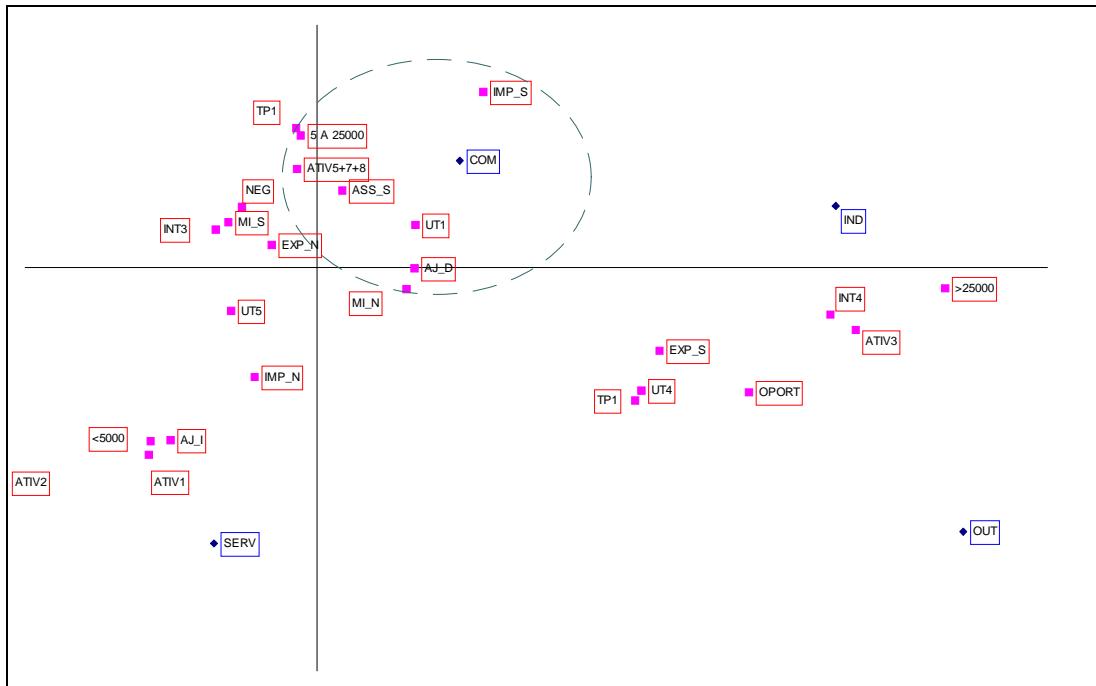 IMP_S
TP1
5 A 25000
COM
ATIV5+7+8
NEG
ASS_S
MI_S
INT3
UT1
IND
EXP_N
AJ_D
MI_N
>25000
INT4
UT5
ATIV3
EXP_S
IMP_N
UT4
OPORT
TP1
<5000
AJ_I
ATIV2
ATIV1
OUT
SERV